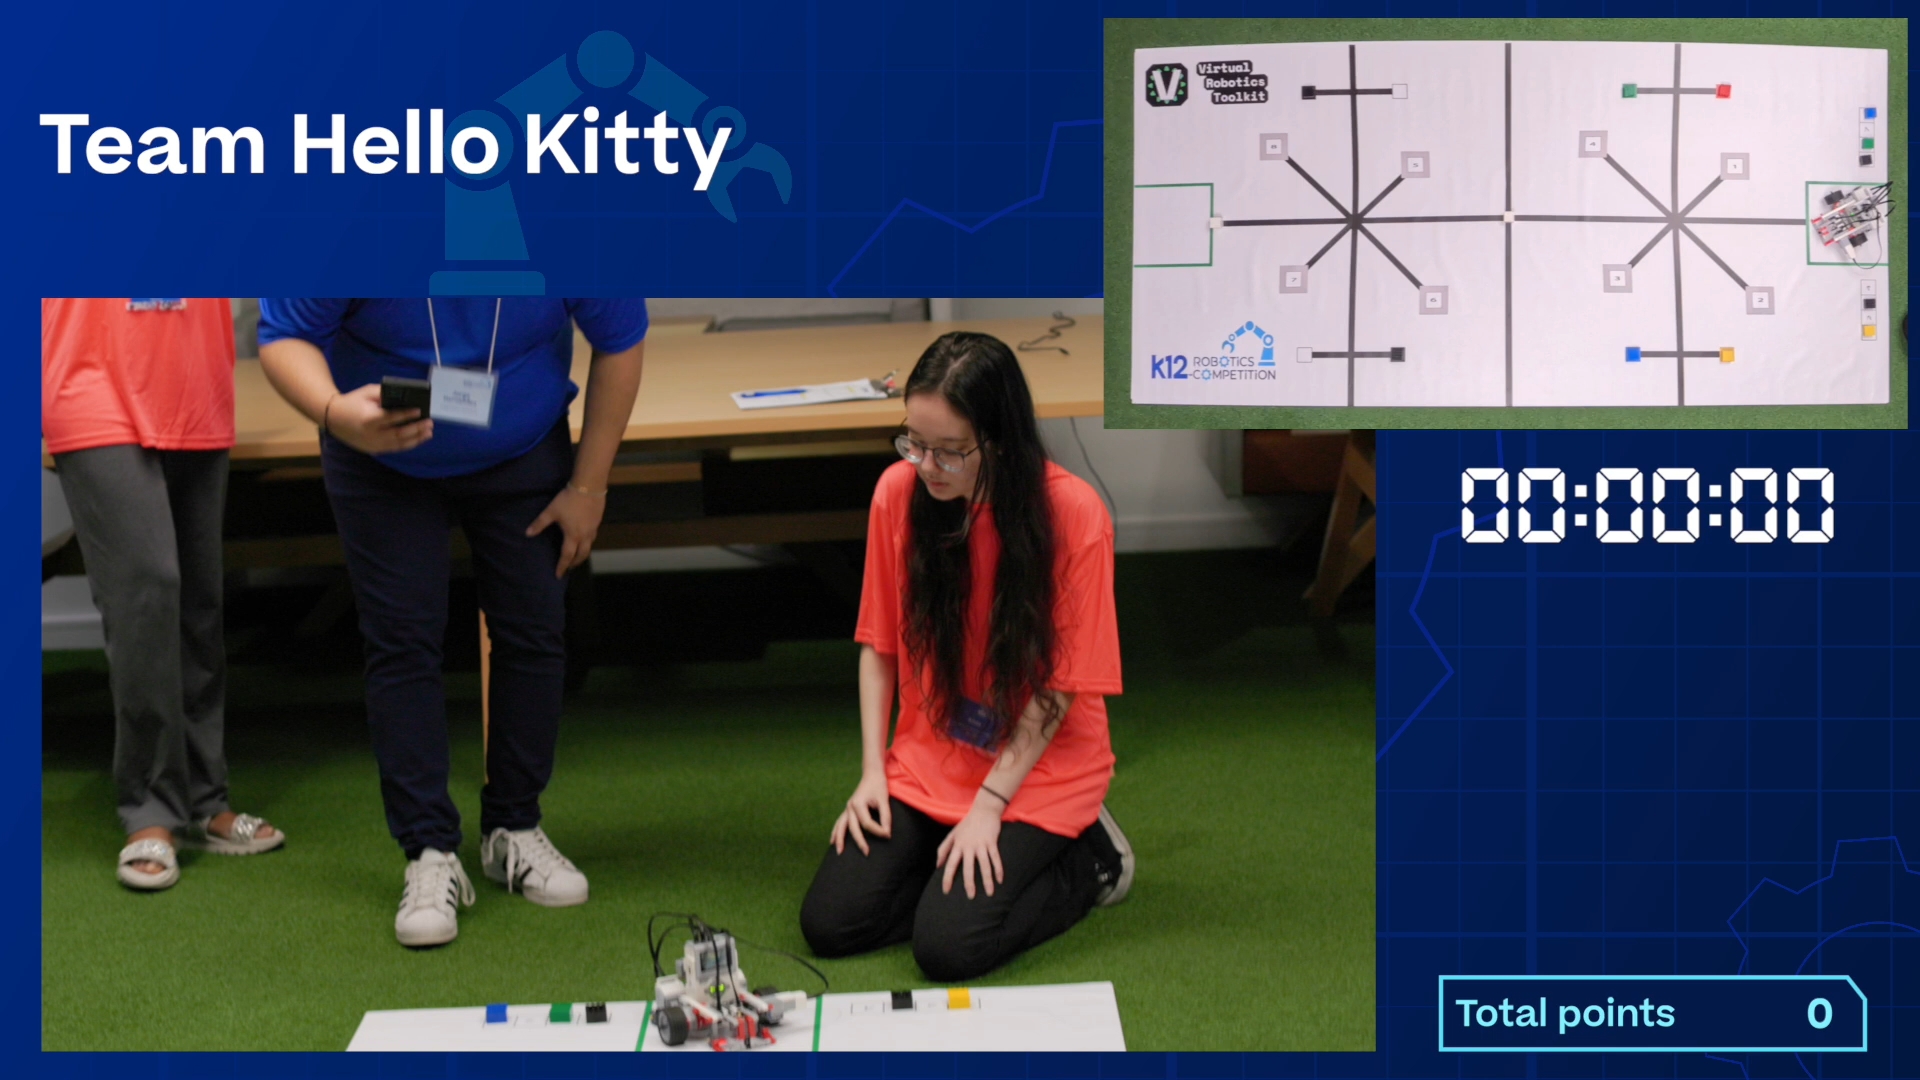 Team Hello Kitty
Virtual
Robotics
Toolkit
K12 ROBOTICS
-COMPETITION
00:00:00
Total points 0